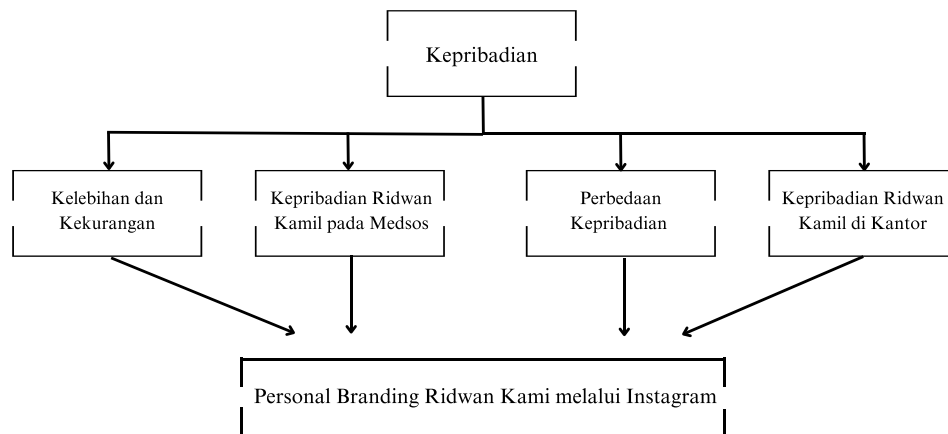 Kepribadian
Kelebihan dan
Kekurangan
Kepribadian Ridwan
Kamil pada Medsos
Perbedaan
Kepribadian
Kepribadian Ridwan
Kamil di Kantor
Personal Branding Ridwan Kami melalui Instagram